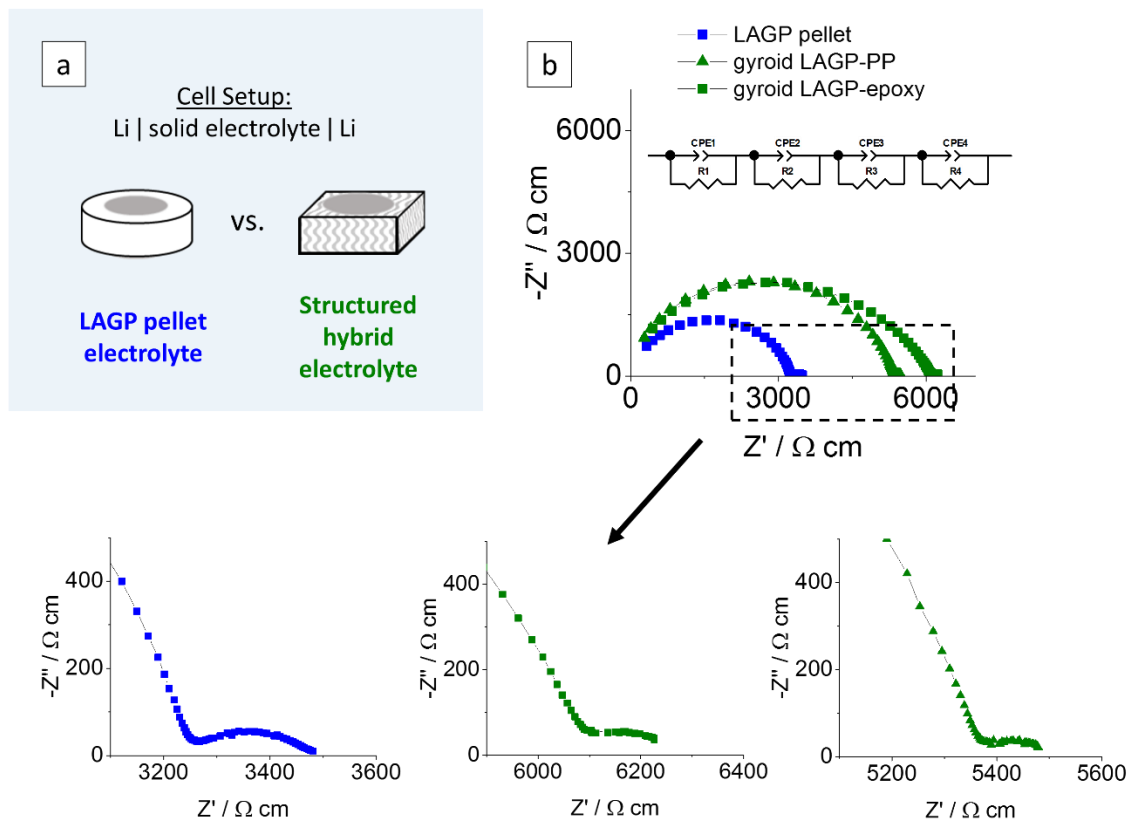 a
Cell Setup:
Li | solid electrolyte | Li
vs.
LAGP pellet
electrolyte
Structured
hybrid
electrolyte
b
LAGP pellet
gyroid LAGP-PP
gyroid LAGP-epoxy
CPE1 CPE2 CPE3 CPE4
R1 R2 R3 R4
6000
3000
0
-Z'' / Ω cm
0 3000 6000
Z' / Ω cm
400
200
0
-Z'' / Ω cm
3200 3400 3600
Z' / Ω cm
400
200
0
-Z'' / Ω cm
6000 6200 6400
Z' / Ω cm
400
200
0
-Z'' / Ω cm
5200 5400 5600
Z' / Ω cm